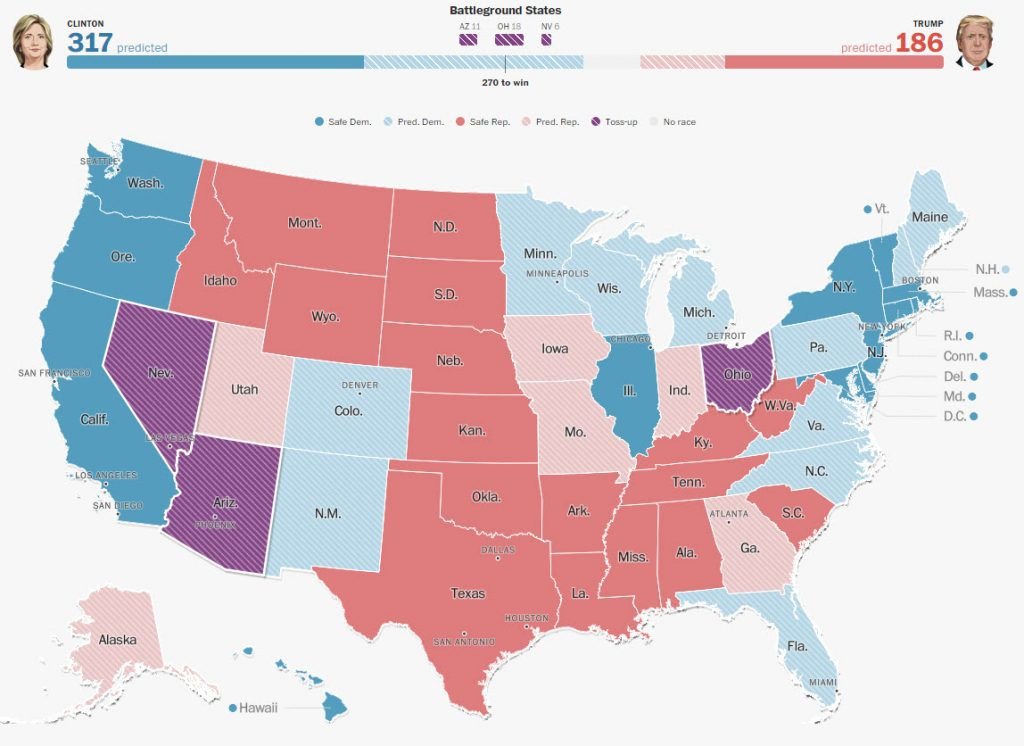 Battleground States
CLINTON
317 predicted
AZ 11 OH 18 NV 6
TRUMP
predicted 186
270 to win
Safe Dem. Pred. Dem. Safe Rep. Pred. Rep. Toss-up No race
SEATTLE
Wash.
Mont.
N.D.
Minn.
MINNEAPOLIS
Vt.
Maine
Ore.
Idaho
S.D.
Wis.
Mich.
N.Y.
BOSTON
N.H.
Mass.
Wyo.
DETROIT
NEW YORK
R.I.
SAN FRANCISCO
Nev.
Utah
Neb.
Iowa
CHICAGO
Pa.
N.J.
Conn.
DENVER
Colo.
Ill.
Ind.
Ohio
Del.
Md.
D.C.
Calif.
LAS VEGAS
Kan.
Mo.
W.Va.
Ky.
Va.
LOS ANGELES
SAN DIEGO
Ariz.
PHOENIX
N.M.
Okla.
Ark.
Tenn.
N.C.
S.C.
ATLANTA
Ga.
DALLAS
Miss.
Ala.
Texas
La.
HOUSTON
SAN ANTONIO
Alaska
Fla.
MIAMI
Hawaii